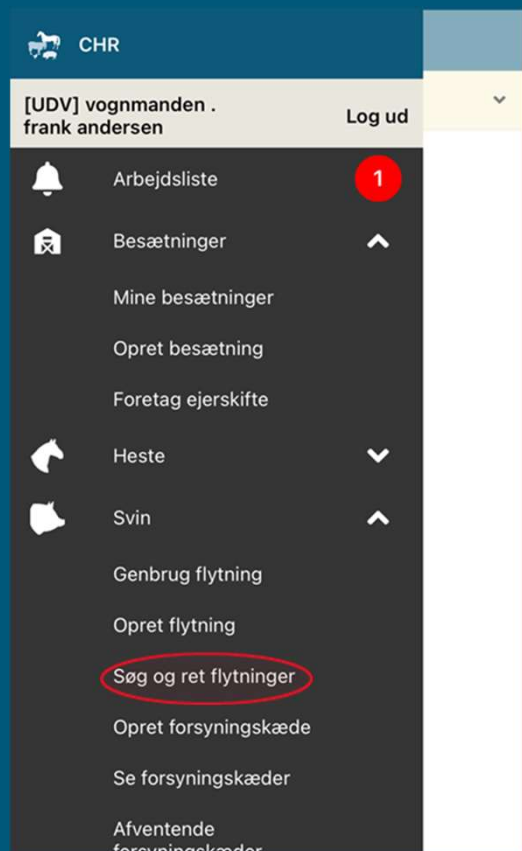 CHR
[UDV] vognmanden .
frank andersen
Log ud
Arbejdsliste
1
Besætninger
Mine besætninger
Opret besætning
Foretag ejerskifte
Heste
Svin
Genbrug flytning
Opret flytning
Søg og ret flytninger
Opret forsyningskæde
Se forsyningskæder
Afventende
forsyningskæder